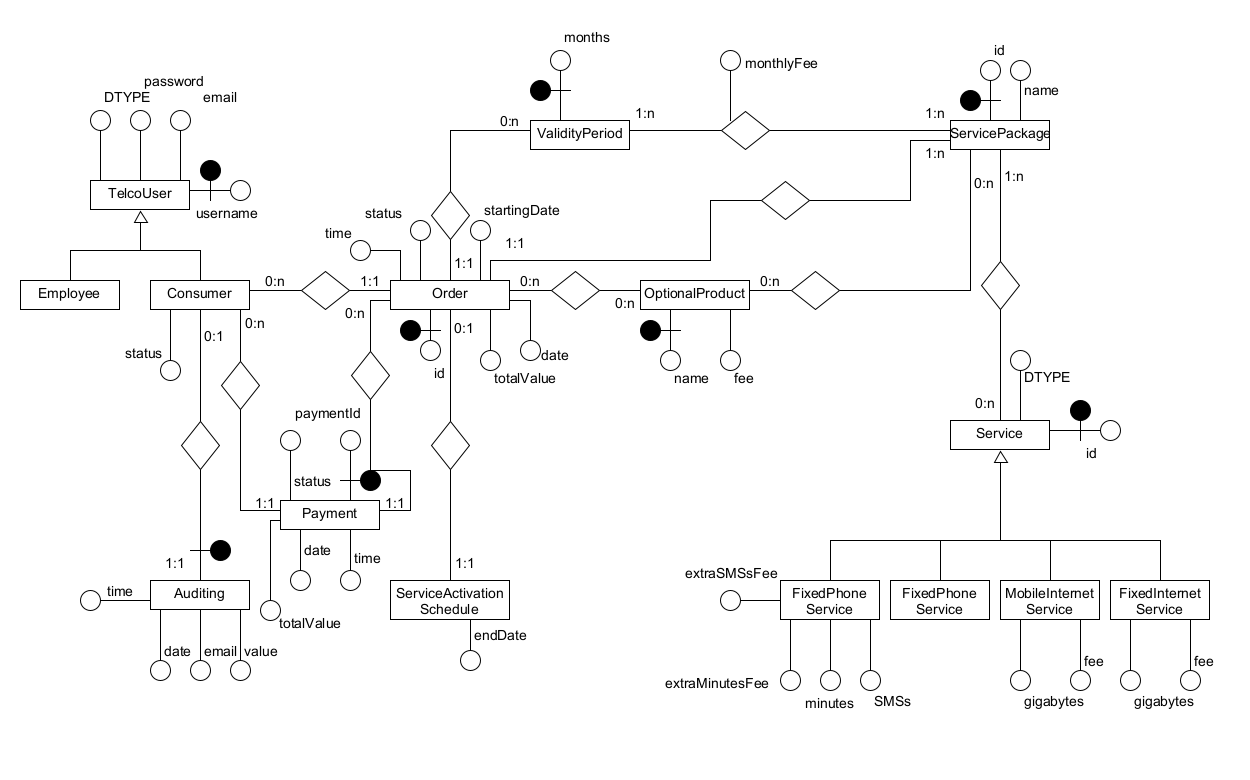 months
id
monthlyFee
password
name
DTYPE
email
1:n
1:n
0:n
ValidityPeriod
ServicePackage
1:n
1:n
0:n
TelcoUser
username
status
startingDate
time
1:1
1:1
0:n
1:1
0:n
0:n
Employee
Consumer
Order
OptionalProduct
0:n
0:n
0:n
0:1
0:1
status
date
id
totalValue
name
fee
DTYPE
0:n
paymentId
Service
id
status
1:1
1:1
Payment
date
time
1:1
1:1
extraSMSsFee
time
Auditing
ServiceActivation
Schedule
FixedPhone
Service
FixedPhone
Service
MobileInternet
Service
FixedInternet
Service
totalValue
endDate
date
email
value
fee
fee
extraMinutesFee
minutes
SMSs
gigabytes
gigabytes